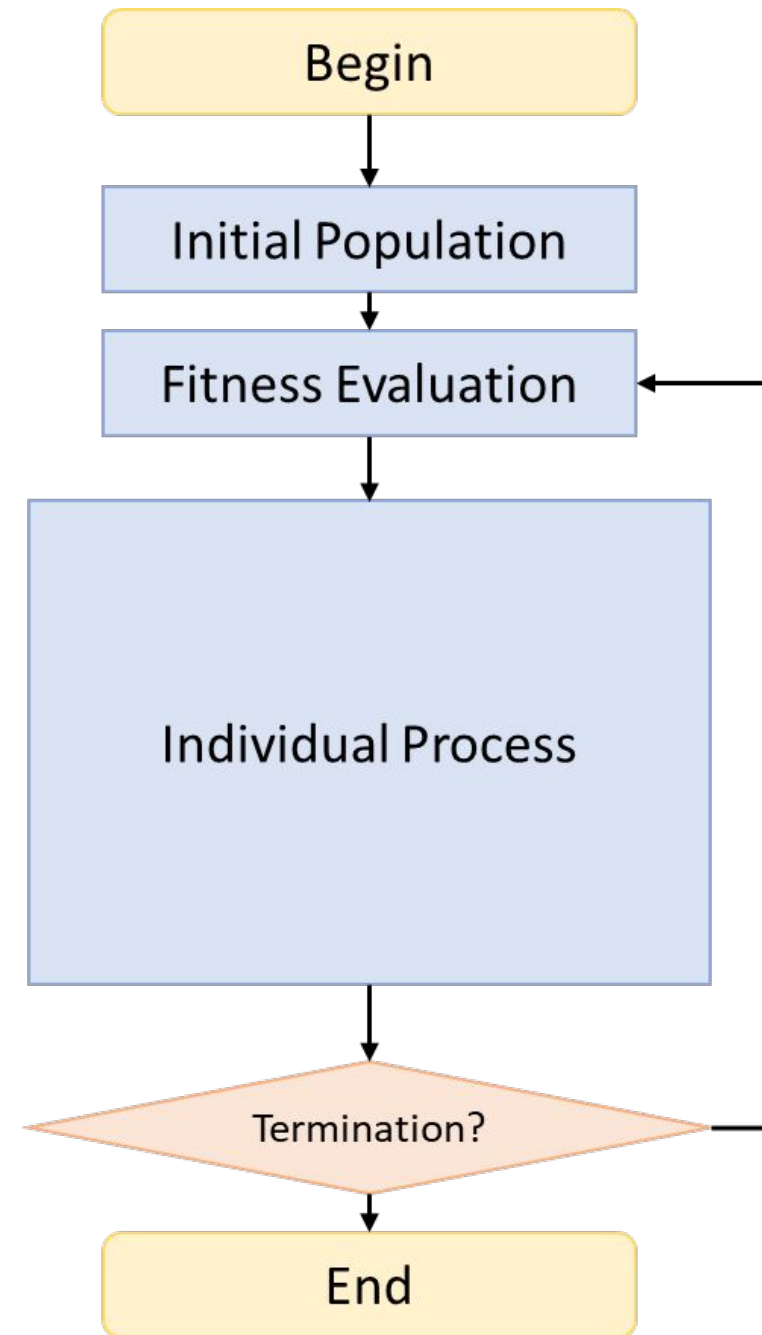 Begin
Initial Population
Fitness Evaluation
Individual Process
Termination?
End